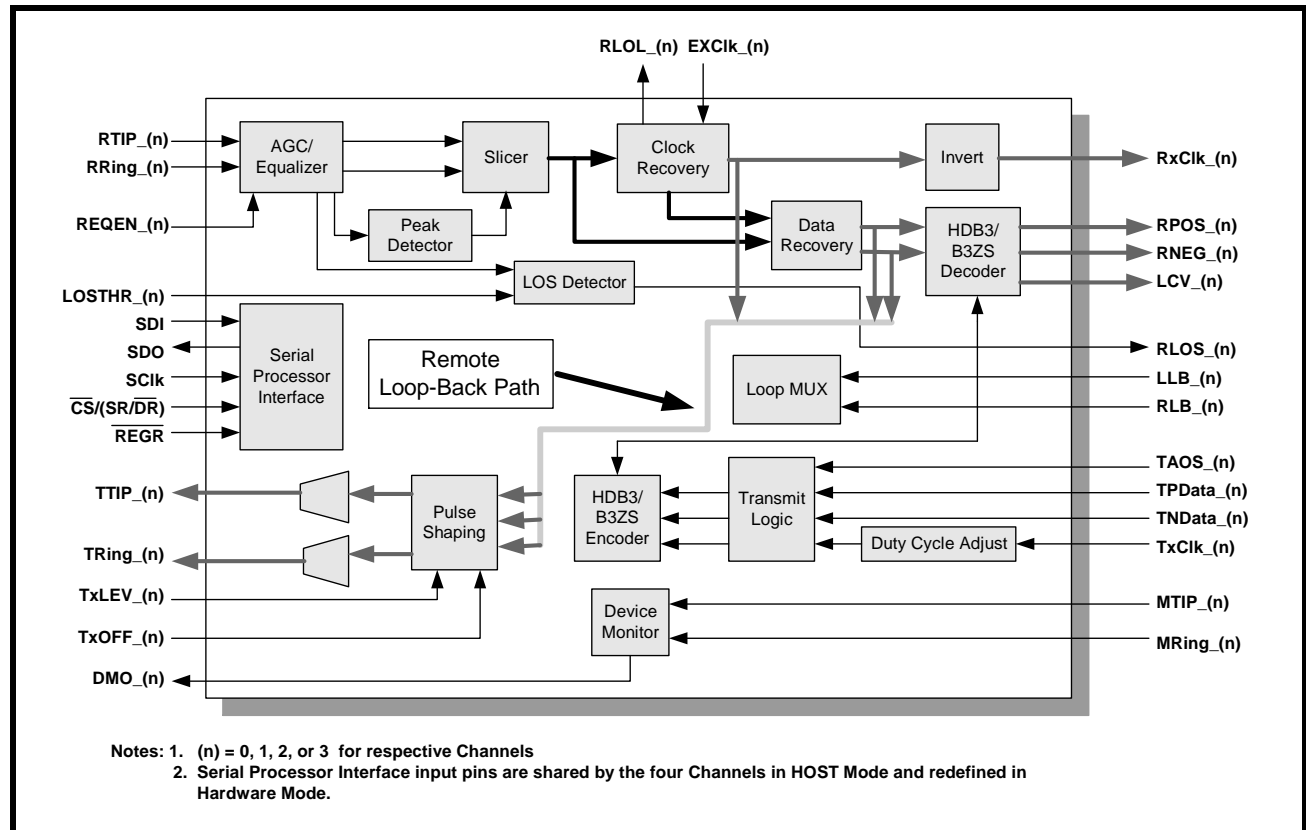 RLOL_(n) EXClk_(n)
RTIP_(n)
RRing_(n)
REQEN_(n)
LOSTHR_(n)
SDI
SDO
SClk
CS/(SR/DR)
REGR
TTIP_(n)
TRing_(n)
TxLEV_(n)
TxOFF_(n)
DMO_(n)
AGC/
Equalizer
Slicer
Peak
Detector
LOS Detector
Clock
Recovery
Data
Recovery
Invert
HDB3/
B3ZS
Decoder
Serial
Processor
Interface
Remote
Loop-Back Path
Loop MUX
Pulse
Shaping
HDB3/
B3ZS
Encoder
Transmit
Logic
Duty Cycle Adjust
Device
Monitor
RxClk_(n)
RPOS_(n)
RNEG_(n)
LCV_(n)
RLOS_(n)
LLB_(n)
RLB_(n)
TAOS_(n)
TPData_(n)
TNData_(n)
TxClk_(n)
MTIP_(n)
MRing_(n)
Notes: 1. (n) = 0, 1, 2, or 3 for respective Channels
2. Serial Processor Interface input pins are shared by the four Channels in HOST Mode and redefined in
Hardware Mode.